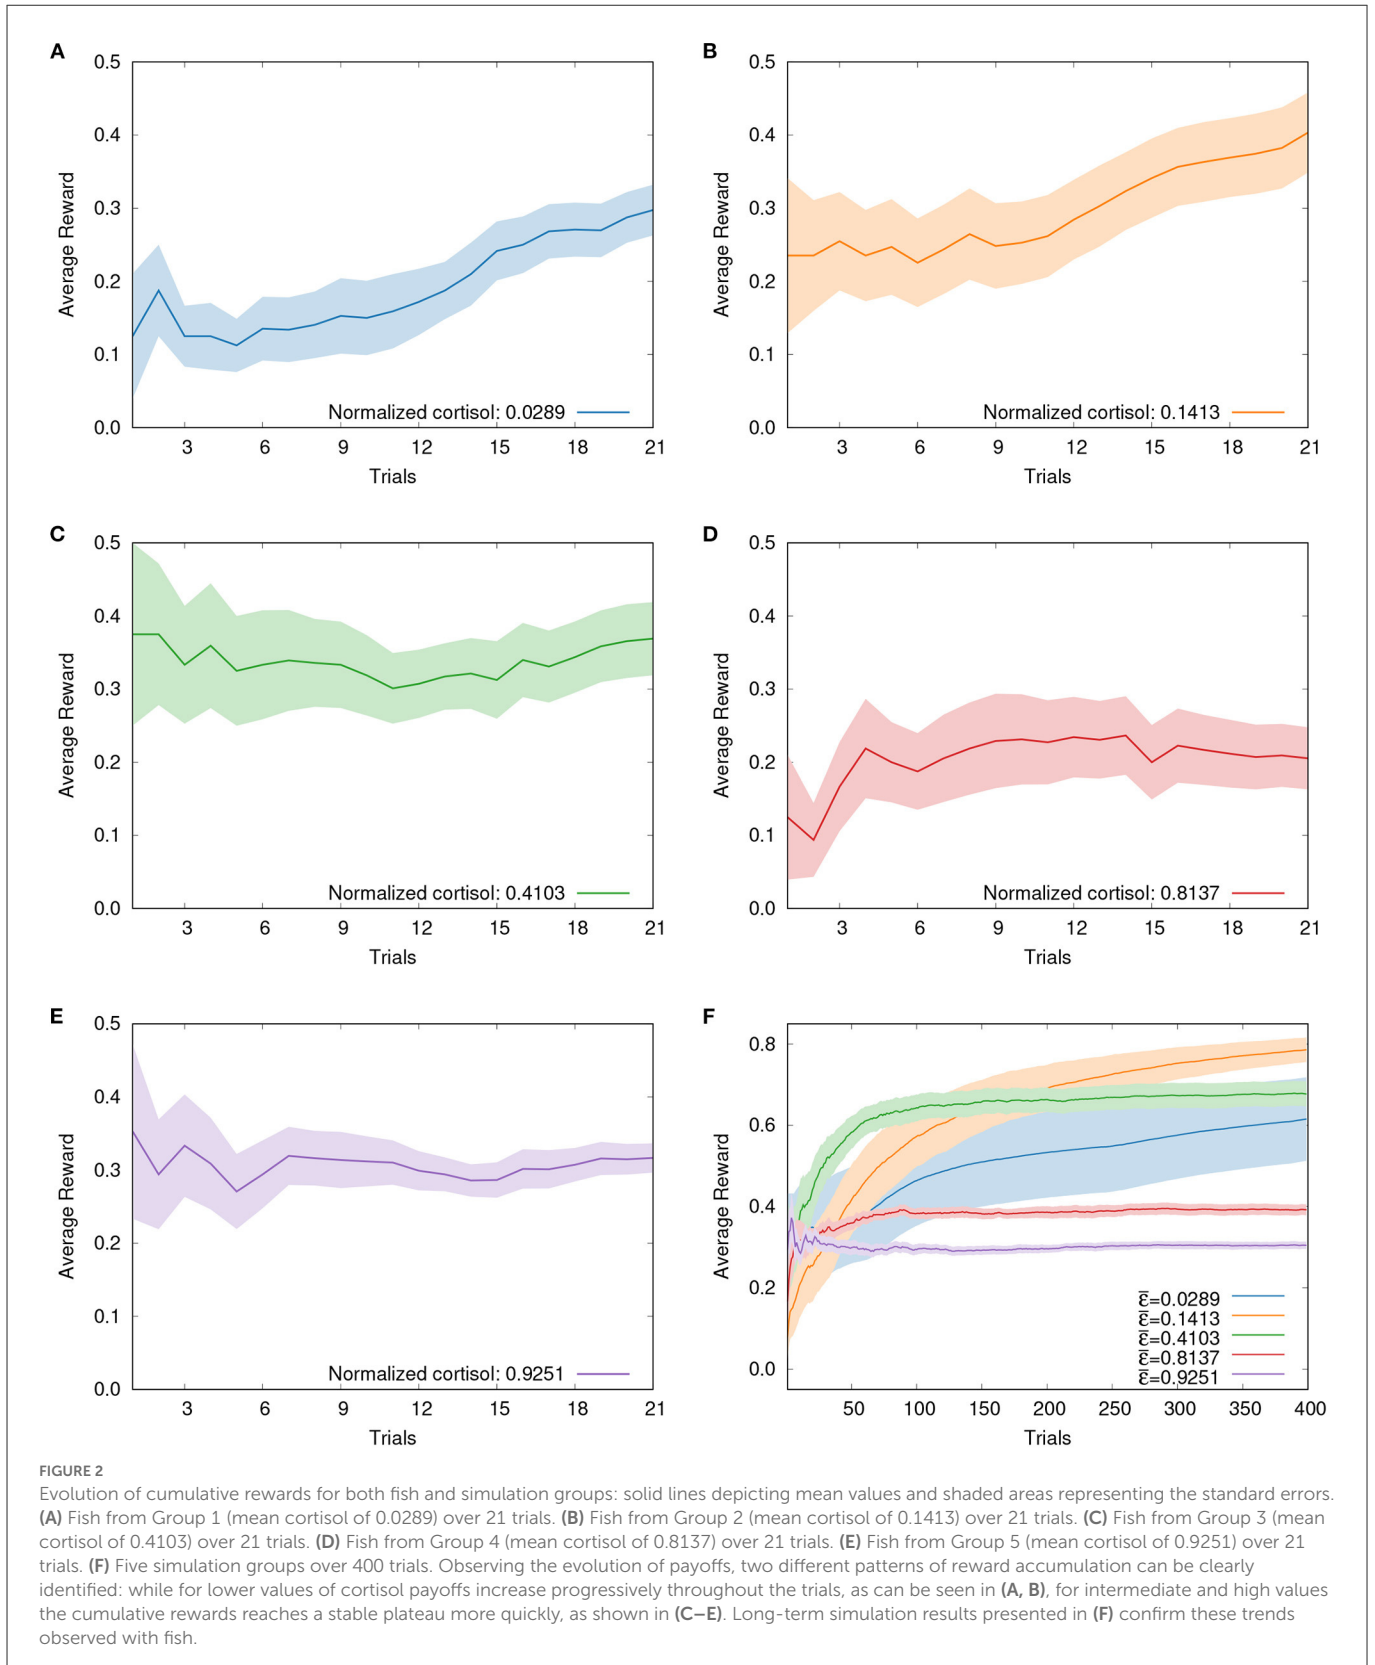 A
0.5
0.4
0.3
0.2
0.1
0.0
Average Reward
Normalized cortisol: 0.0289
3 6 9 12 15 18 21
Trials
B
0.5
0.4
0.3
0.2
0.1
0.0
Average Reward
Normalized cortisol: 0.1413
3 6 9 12 15 18 21
Trials
C
0.5
0.4
0.3
0.2
0.1
0.0
Average Reward
Normalized cortisol: 0.4103
3 6 9 12 15 18 21
Trials
D
0.5
0.4
0.3
0.2
0.1
0.0
Average Reward
Normalized cortisol: 0.8137
3 6 9 12 15 18 21
Trials
E
0.5
0.4
0.3
0.2
0.1
0.0
Average Reward
Normalized cortisol: 0.9251
3 6 9 12 15 18 21
Trials
F
0.8
0.6
0.4
0.2
0.0
Average Reward
ε̅=0.0289
ε̅=0.1413
ε̅=0.4103
ε̅=0.8137
ε̅=0.9251
50 100 150 200 250 300 350 400
Trials
FIGURE 2
Evolution of cumulative rewards for both fish and simulation groups: solid lines depicting mean values and shaded areas representing the standard errors.
(A) Fish from Group 1 (mean cortisol of 0.0289) over 21 trials. (B) Fish from Group 2 (mean cortisol of 0.1413) over 21 trials. (C) Fish from Group 3 (mean
cortisol of 0.4103) over 21 trials. (D) Fish from Group 4 (mean cortisol of 0.8137) over 21 trials. (E) Fish from Group 5 (mean cortisol of 0.9251) over 21
trials. (F) Five simulation groups over 400 trials. Observing the evolution of payoffs, two different patterns of reward accumulation can be clearly
identified: while for lower values of cortisol payoffs increase progressively throughout the trials, as can be seen in (A, B), for intermediate and high values
the cumulative rewards reaches a stable plateau more quickly, as shown in (C–E). Long-term simulation results presented in (F) confirm these trends
observed with fish.